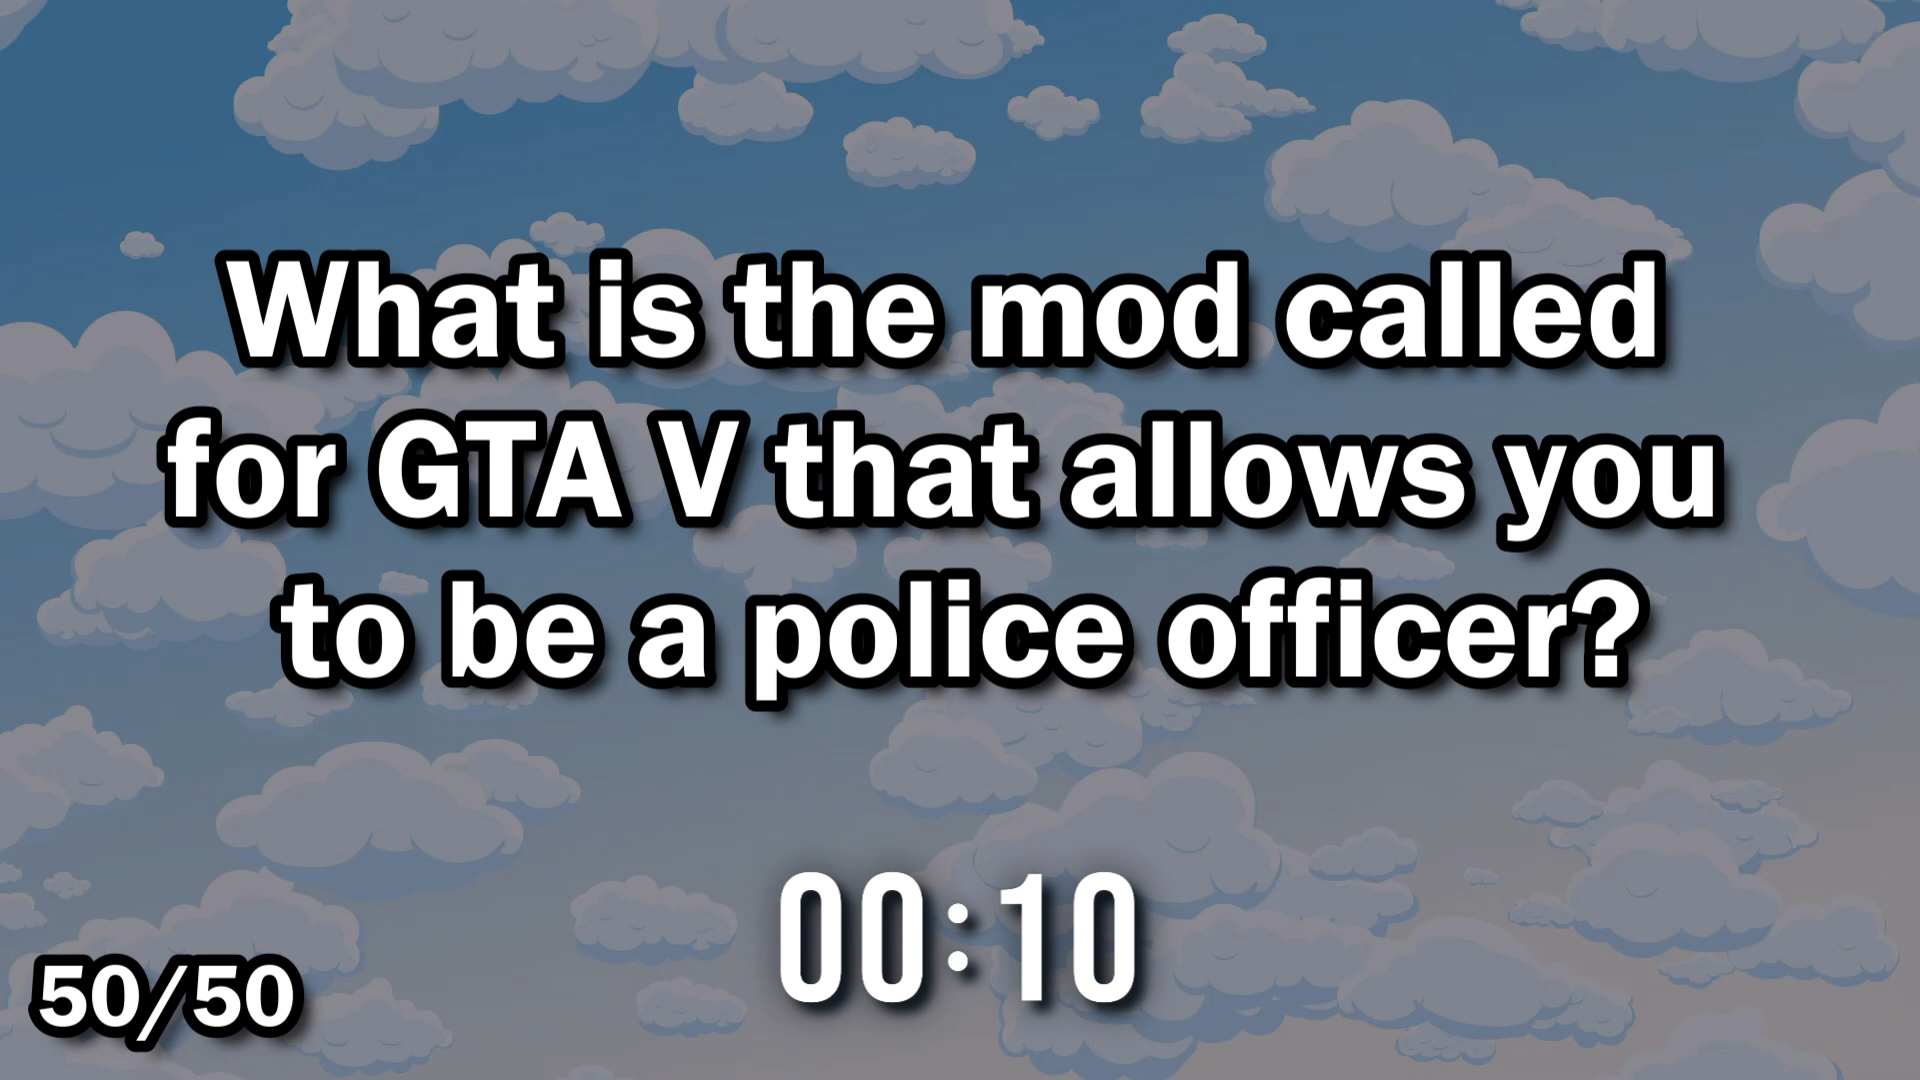 What is the mod called
for GTA V that allows you
to be a police officer?
00:10
50/50